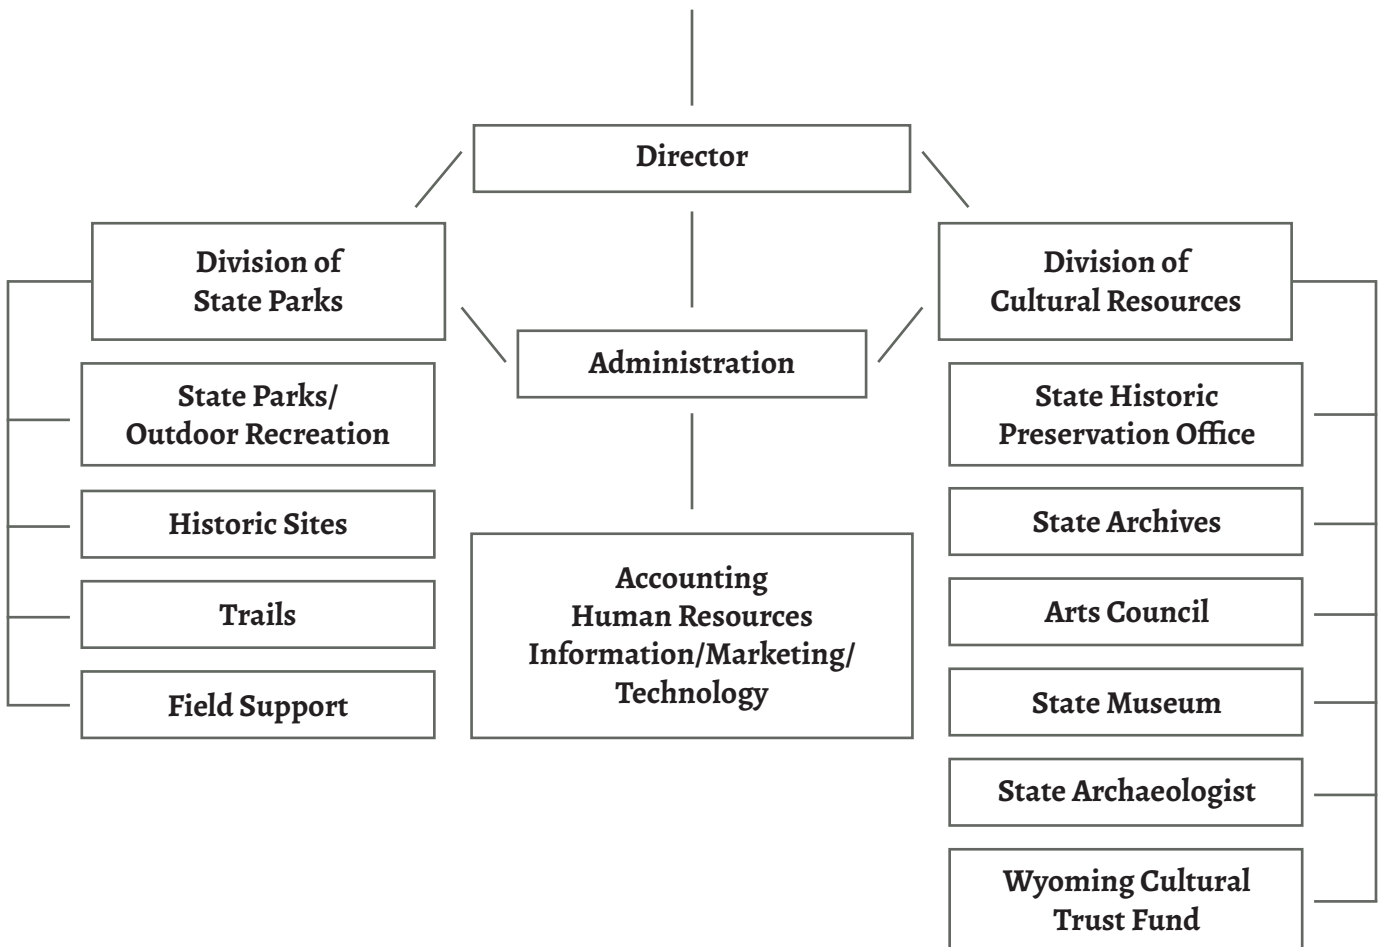 Director
Division of
State Parks
State Parks/
Outdoor Recreation
Historic Sites
Trails
Field Support
Administration
Accounting
Human Resources
Information/Marketing/
Technology
Division of
Cultural Resources
State Historic
Preservation Office
State Archives
Arts Council
State Museum
State Archaeologist
Wyoming Cultural
Trust Fund